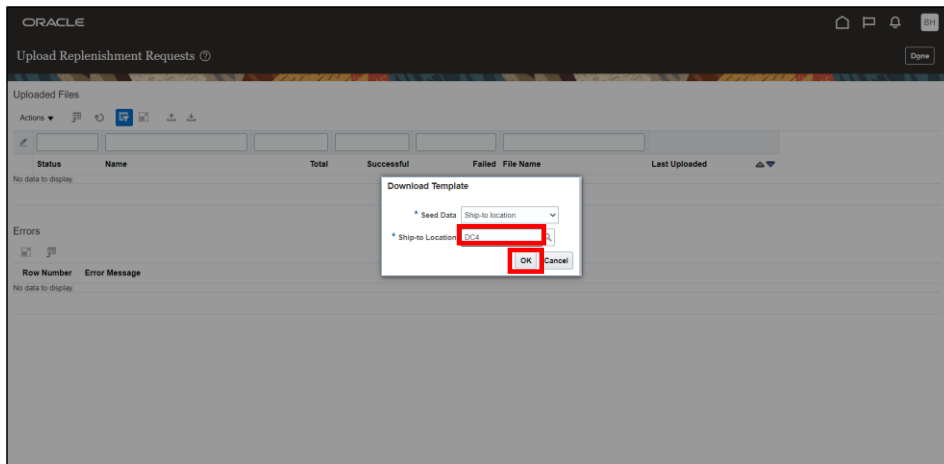 ORACLE
BH
Upload Replenishment Requests
Done
Uploaded Files
Actions
Status Name Total Successful Failed File Name Last Uploaded
No data to display.
Download Template
* Seed Data Ship-to location
* Ship-to Location DC4
OK Cancel
Errors
Row Number Error Message
No data to display.